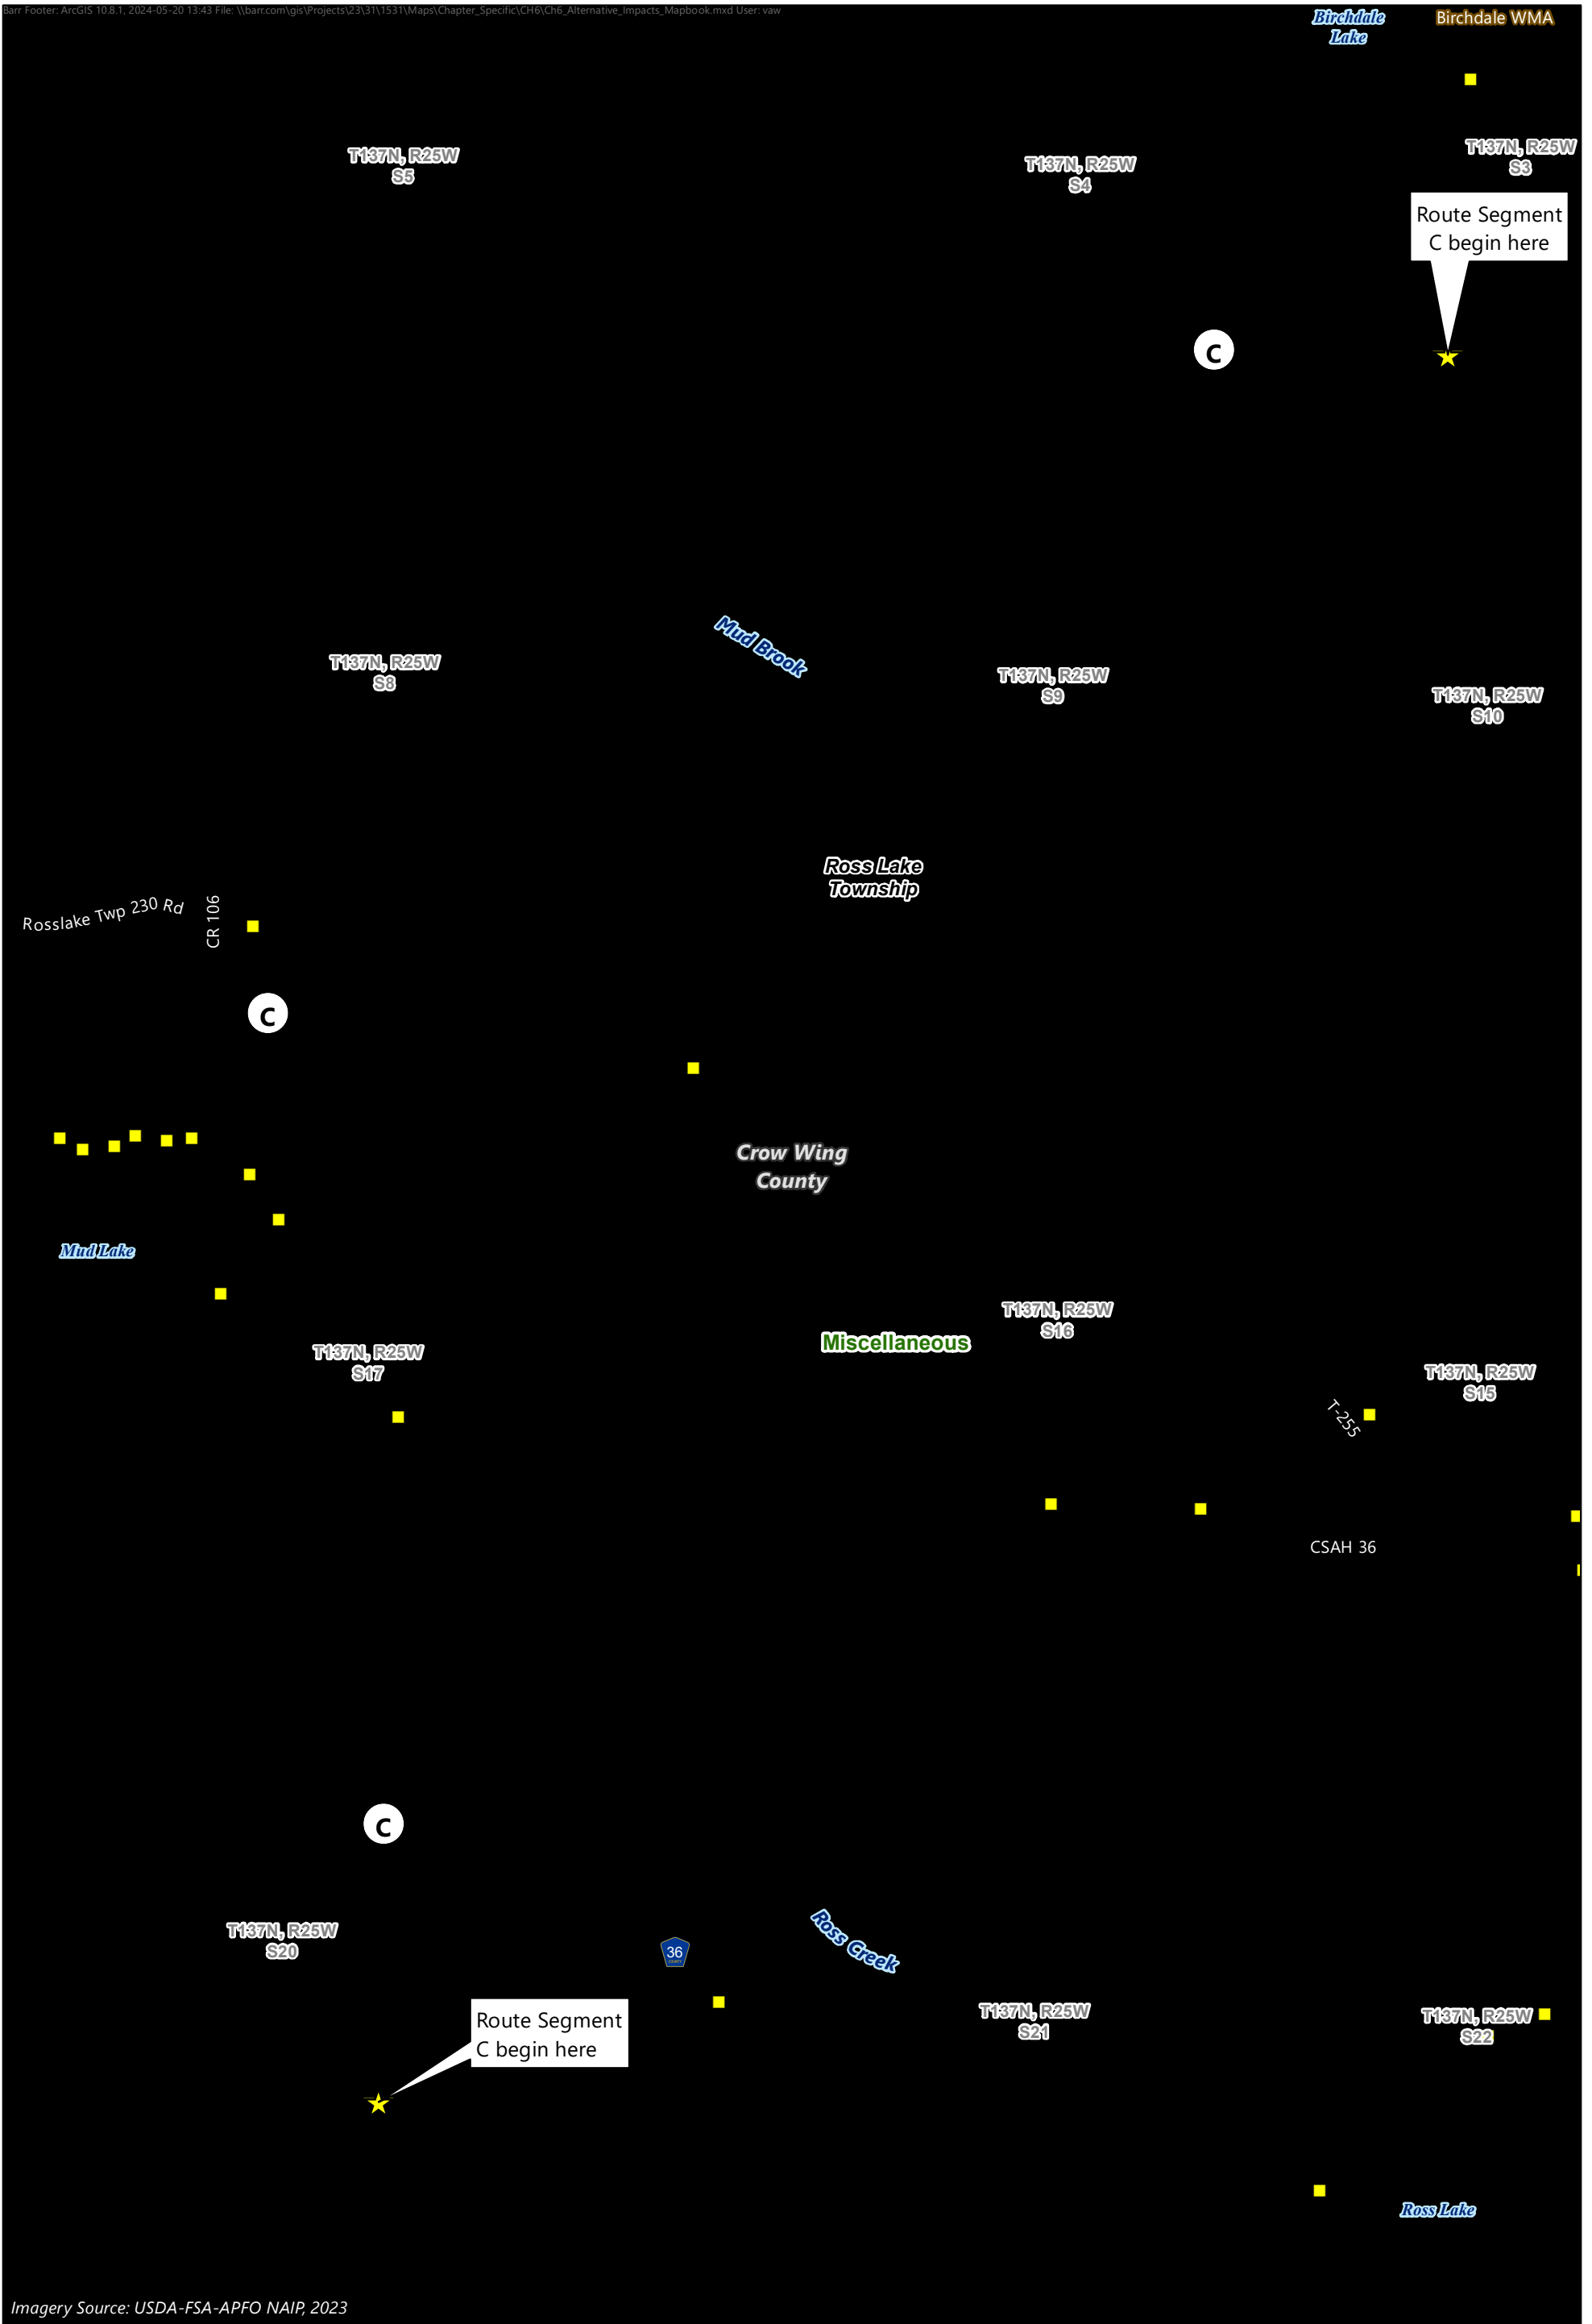 Barr Footer: ArcGIS 10.8.1, 2024-05-20 13:43 File: \\barr.com\gis\Projects\23\31\1531\Maps\Chapter_Specific\CH6\Ch6_Alternative_Impacts_Mapbook.mxd User: vaw
Birchdale
Lake
Birchdale WMA
T137N, R25W
S5
T137N, R25W
S4
T137N, R25W
S3
Route Segment
C begin here
C
Mud Brook
T137N, R25W
S8
T137N, R25W
S9
T137N, R25W
S10
Ross Lake
Township
Rosslake Twp 230 Rd
CR 106
C
Crow Wing
County
Mud Lake
T137N, R25W
S16
Miscellaneous
T137N, R25W
S17
T137N, R25W
S15
T-255
CSAH 36
C
T137N, R25W
S20
Ross Creek
36
Route Segment
C begin here
T137N, R25W
S21
T137N, R25W
S22
Ross Lake
Imagery Source: USDA-FSA-APFO NAIP, 2023